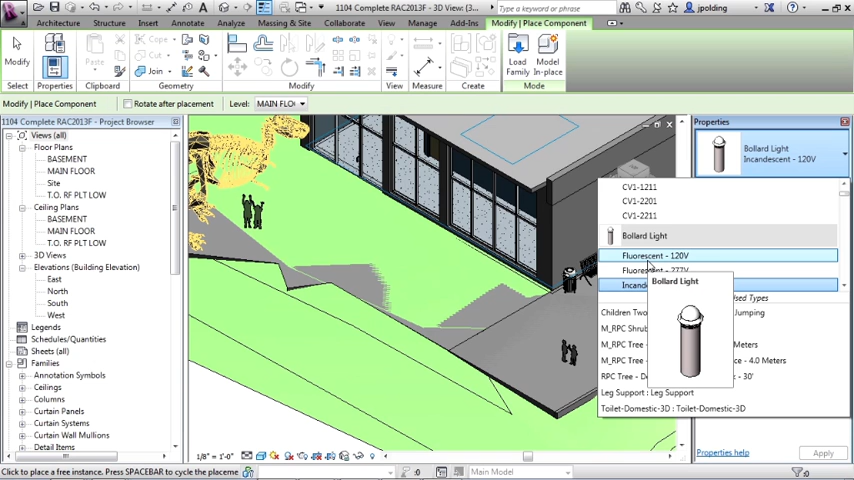 1104 Complete RAC2013F - 3D View: {3...
Type a keyword or phrase
jpolding
Architecture Structure Systems Insert Annotate Analyze Massing & Site Collaborate View Manage Add-Ins Modify | Place Component
Modify
Cope
Cut
Join
Load Family
Model In-place
Select Properties Clipboard Geometry Modify View Measure Create Mode
Modify | Place Component
Rotate after placement
Level: MAIN FLO
1104 Complete RAC2013F - Project Browser
Properties
Views (all)
Floor Plans
BASEMENT
MAIN FLOOR
Site
T.O. RF PLT LOW
Ceiling Plans
BASEMENT
MAIN FLOOR
T.O. RF PLT LOW
3D Views
Elevations (Building Elevation)
East
North
South
West
Legends
Schedules/Quantities
Sheets (all)
Families
Annotation Symbols
Ceilings
Columns
Curtain Panels
Curtain Systems
Curtain Wall Mullions
Detail Items
Bollard Light
Incandescent - 120V
CV1-1211
CV1-2201
CV1-2211
Bollard Light
Fluorescent - 120V
Fluorescent - 277V
Bollard Light
Used Types
Children Two
Jumping
M_RPC Shrub
Meters
M_RPC Tree -
- 4.0 Meters
RPC Tree -
- 30'
Leg Support : Leg Support
Toilet-Domestic-3D : Toilet-Domestic-3D
1/8" = 1'-0"
Properties help
Apply
Click to place a free instance. Press SPACEBAR to cycle the placeme
:0
Main Model
:0